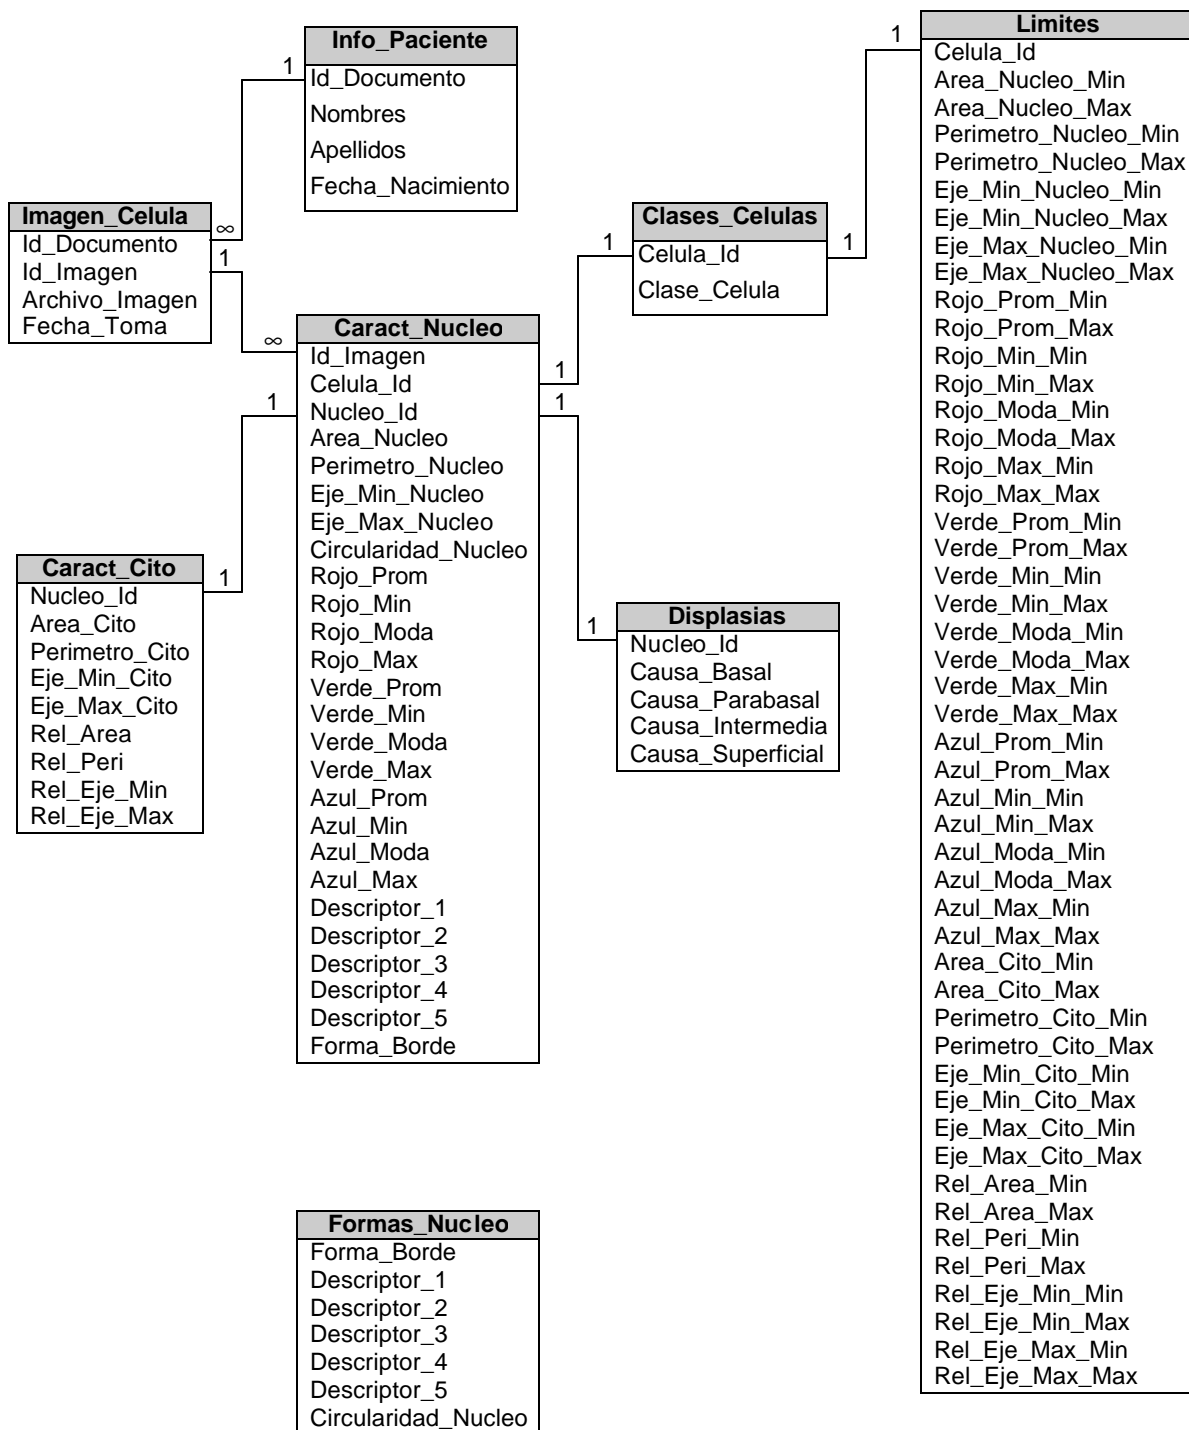 Info_Paciente
Id_Documento
Nombres
Apellidos
Fecha_Nacimiento
1
∞
Imagen_Celula
Id_Documento
Id_Imagen
Archivo_Imagen
Fecha_Toma
1
∞
Caract_Nucleo
Id_Imagen
Celula_Id
Nucleo_Id
Area_Nucleo
Perimetro_Nucleo
Eje_Min_Nucleo
Eje_Max_Nucleo
Circularidad_Nucleo
Rojo_Prom
Rojo_Min
Rojo_Moda
Rojo_Max
Verde_Prom
Verde_Min
Verde_Moda
Verde_Max
Azul_Prom
Azul_Min
Azul_Moda
Azul_Max
Descriptor_1
Descriptor_2
Descriptor_3
Descriptor_4
Descriptor_5
Forma_Borde
1
1
Caract_Cito
Nucleo_Id
Area_Cito
Perimetro_Cito
Eje_Min_Cito
Eje_Max_Cito
Rel_Area
Rel_Peri
Rel_Eje_Min
Rel_Eje_Max
1
1
Clases_Celulas
Celula_Id
Clase_Celula
1
1
Displasias
Nucleo_Id
Causa_Basal
Causa_Parabasal
Causa_Intermedia
Causa_Superficial
1
1
Limites
Celula_Id
Area_Nucleo_Min
Area_Nucleo_Max
Perimetro_Nucleo_Min
Perimetro_Nucleo_Max
Eje_Min_Nucleo_Min
Eje_Min_Nucleo_Max
Eje_Max_Nucleo_Min
Eje_Max_Nucleo_Max
Rojo_Prom_Min
Rojo_Prom_Max
Rojo_Min_Min
Rojo_Min_Max
Rojo_Moda_Min
Rojo_Moda_Max
Rojo_Max_Min
Rojo_Max_Max
Verde_Prom_Min
Verde_Prom_Max
Verde_Min_Min
Verde_Min_Max
Verde_Moda_Min
Verde_Moda_Max
Verde_Max_Min
Verde_Max_Max
Azul_Prom_Min
Azul_Prom_Max
Azul_Min_Min
Azul_Min_Max
Azul_Moda_Min
Azul_Moda_Max
Azul_Max_Min
Azul_Max_Max
Area_Cito_Min
Area_Cito_Max
Perimetro_Cito_Min
Perimetro_Cito_Max
Eje_Min_Cito_Min
Eje_Min_Cito_Max
Eje_Max_Cito_Min
Eje_Max_Cito_Max
Rel_Area_Min
Rel_Area_Max
Rel_Peri_Min
Rel_Peri_Max
Rel_Eje_Min_Min
Rel_Eje_Min_Max
Rel_Eje_Max_Min
Rel_Eje_Max_Max
Formas_Nucleo
Forma_Borde
Descriptor_1
Descriptor_2
Descriptor_3
Descriptor_4
Descriptor_5
Circularidad_Nucleo